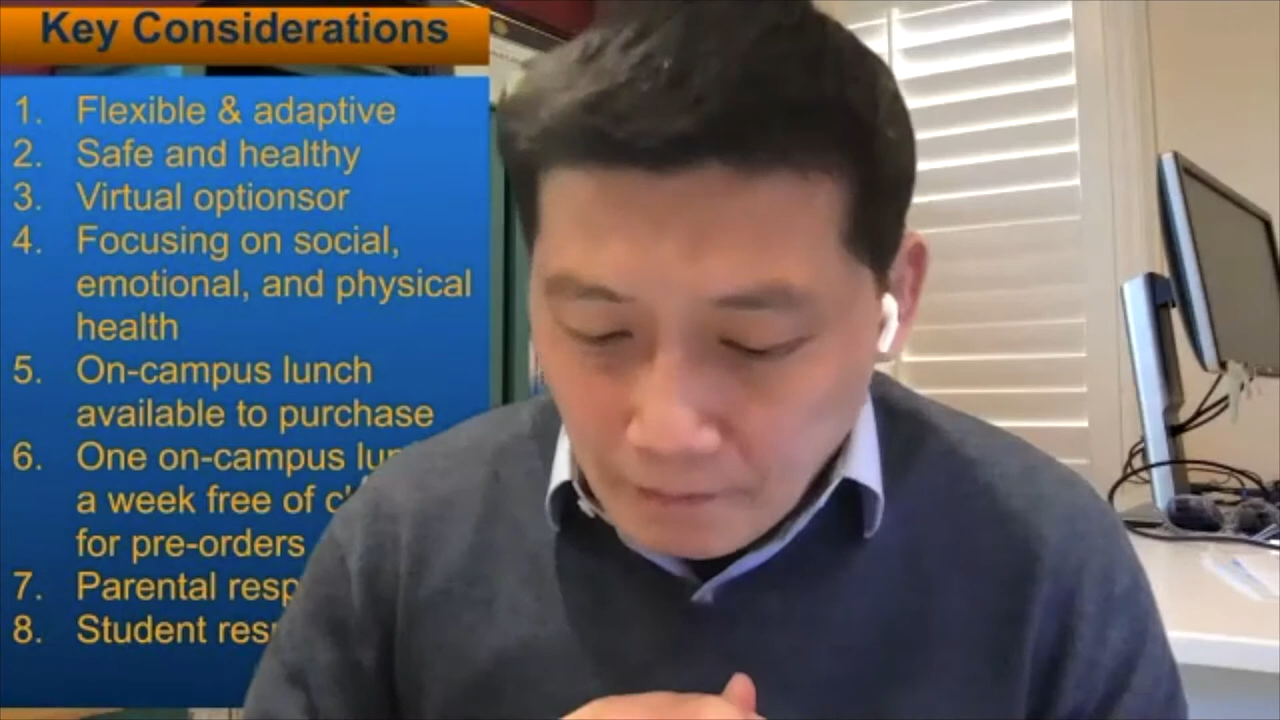 Key Considerations
1. Flexible & adaptive
2. Safe and healthy
3. Virtual optionsor
4. Focusing on social,
emotional, and physical
health
5. On-campus lunch
available to purchase
6. One on-campus
a week free of
for pre-orders
7. Parental
8. Student